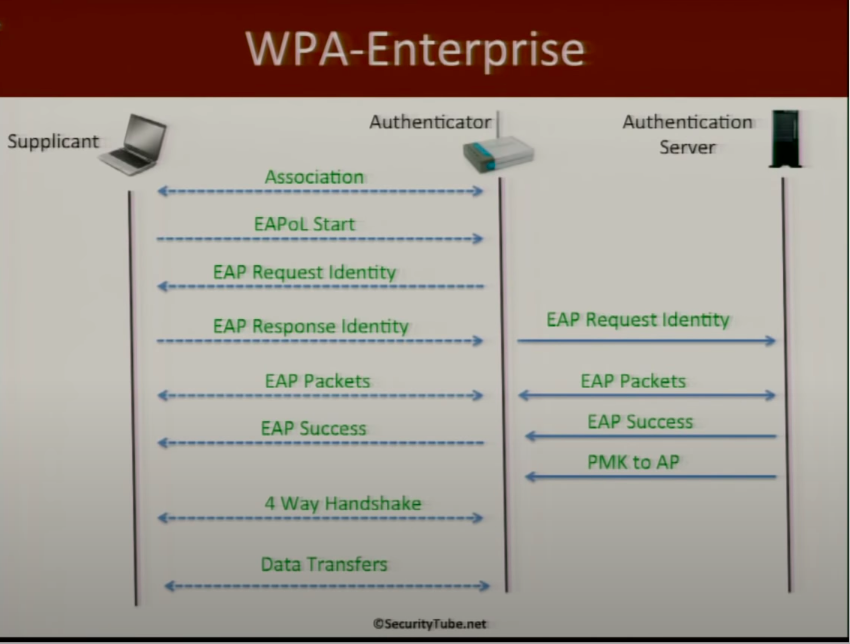 WPA-Enterprise
Supplicant
Authenticator
Authentication
Server
Association
EAPoL Start
EAP Request Identity
EAP Response Identity
EAP Request Identity
EAP Packets
EAP Packets
EAP Success
EAP Success
PMK to AP
4 Way Handshake
Data Transfers
©SecurityTube.net